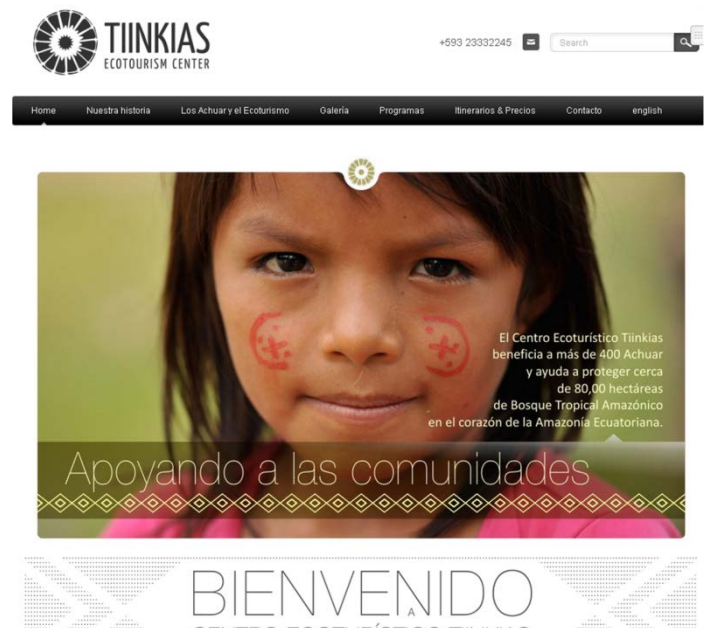 TIINKIAS
ECOTOURISM CENTER
+593 23332245
Search
Home Nuestra historia Los Achuar y el Ecoturismo Galería Programas Itinerarios & Precios Contacto english
El Centro Ecoturístico Tiinkias
beneficia a más de 400 Achuar
y ayuda a proteger cerca
de 80,00 hectáreas
de Bosque Tropical Amazónico
en el corazón de la Amazonía Ecuatoriana.
Apoyando a las comunidades
BIENVENIDO
A